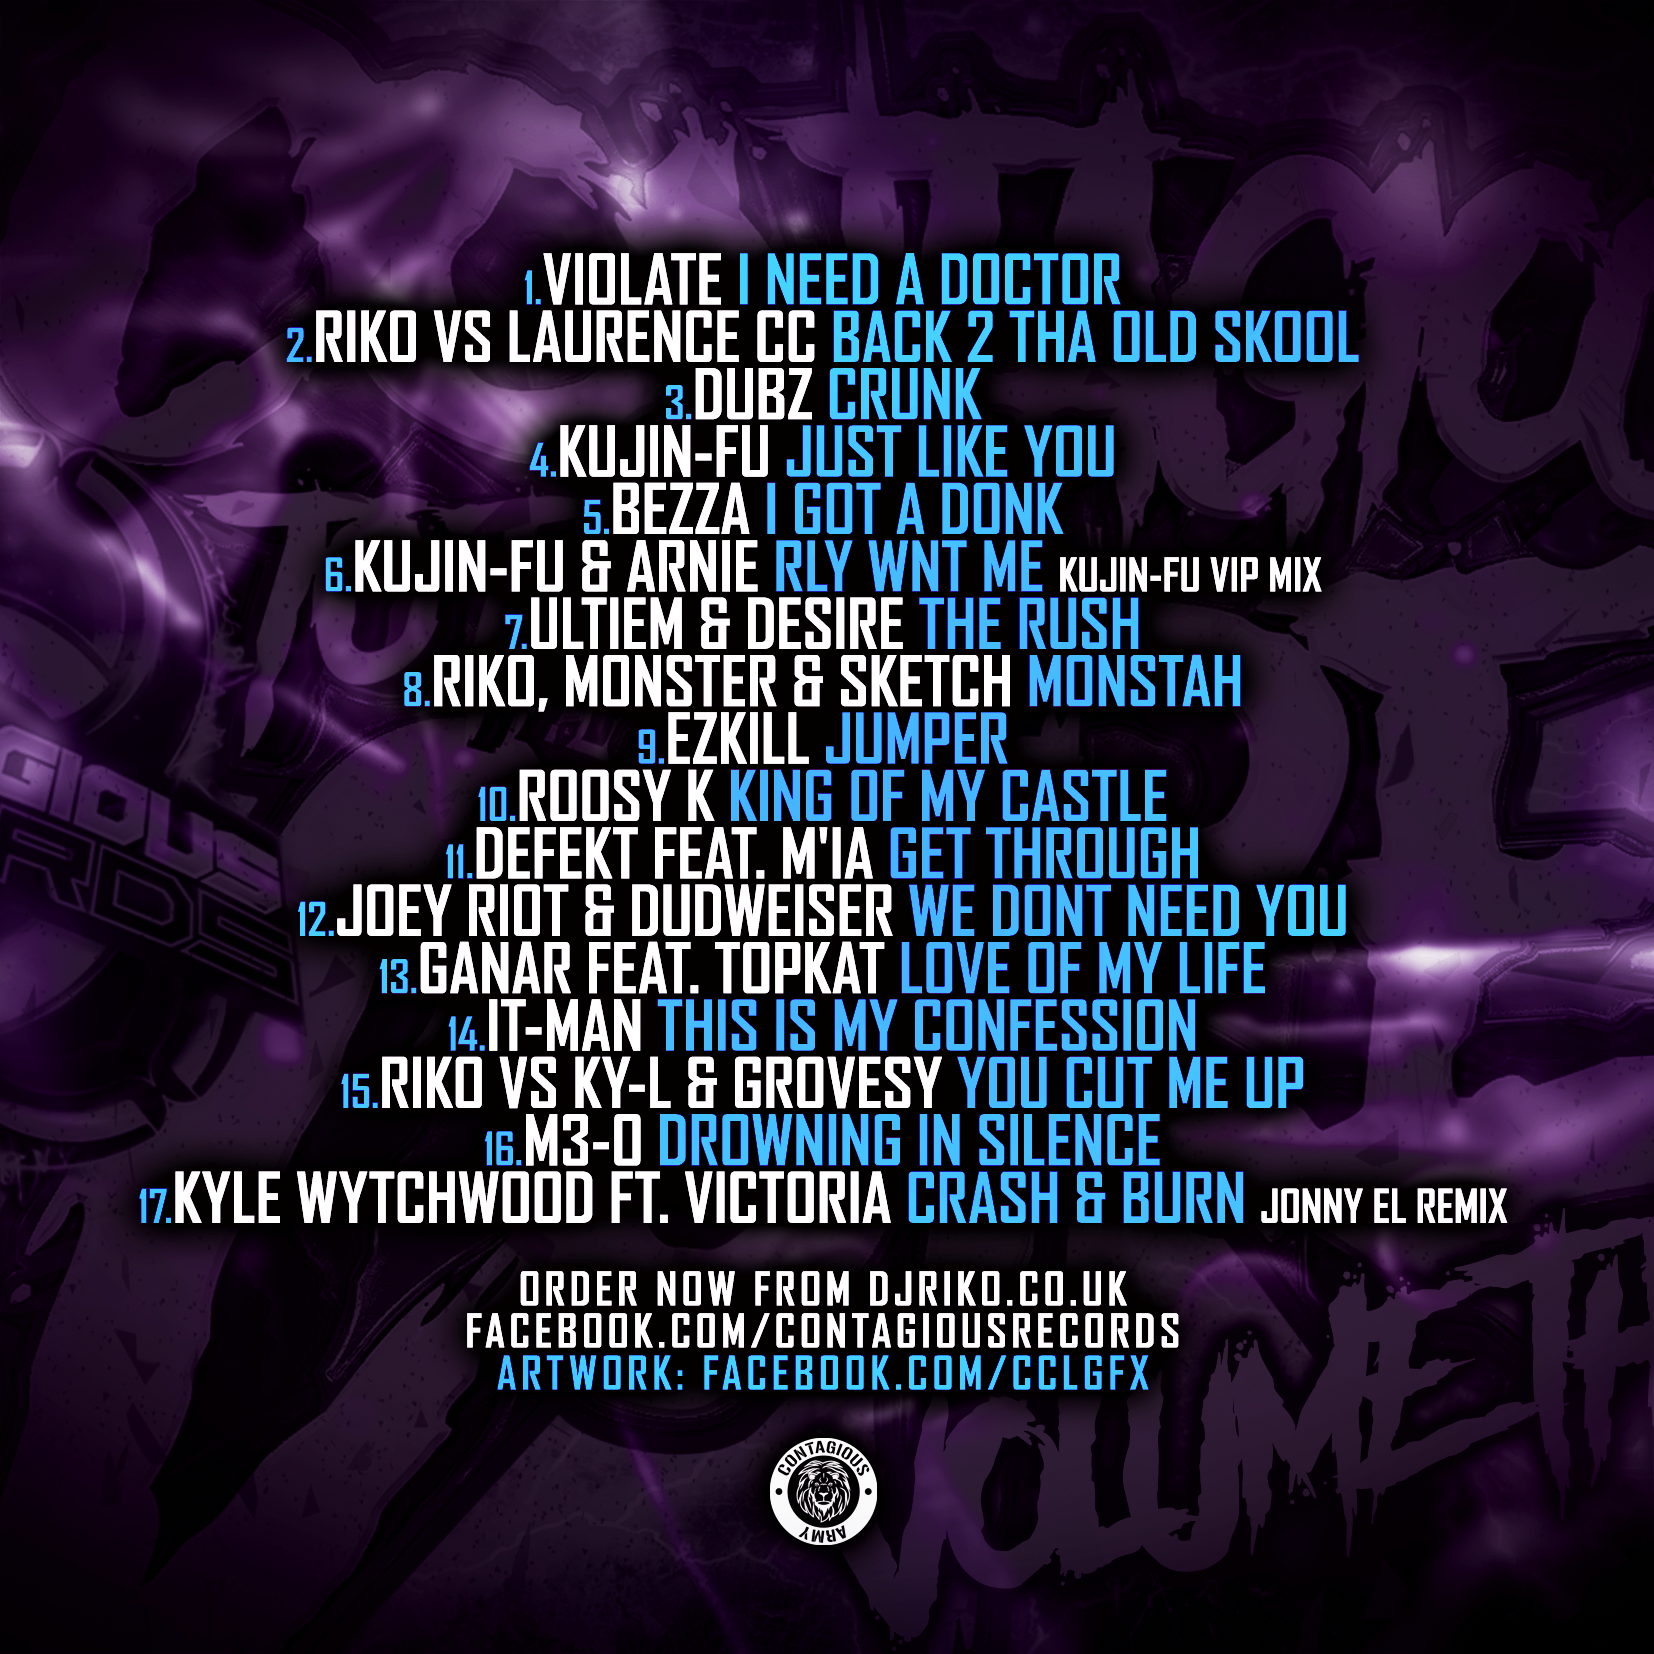 1.VIOLATE I NEED A DOCTOR
2.RIKO VS LAURENCE CC BACK 2 THA OLD SKOOL
3.DUBZ CRUNK
4.KUJIN-FU JUST LIKE YOU
5.BEZZA I GOT A DONK
6.KUJIN-FU & ARNIE RLY WNT ME KUJIN-FU VIP MIX
7.ULTIEM & DESIRE THE RUSH
8.RIKO, MONSTER & SKETCH MONSTAH
9.EZKILL JUMPER
10.ROOSY K KING OF MY CASTLE
11.DEFEKT FEAT. M'IA GET THROUGH
12.JOEY RIOT & DUDWEISER WE DONT NEED YOU
13.GANAR FEAT. TOPKAT LOVE OF MY LIFE
14.IT-MAN THIS IS MY CONFESSION
15.RIKO VS KY-L & GROVESY YOU CUT ME UP
16.M3-O DROWNING IN SILENCE
17.KYLE WYTCHWOOD FT. VICTORIA CRASH & BURN JONNY EL REMIX
ORDER NOW FROM DJRIKO.CO.UK
FACEBOOK.COM/CONTAGIOUSRECORDS
ARTWORK: FACEBOOK.COM/CCLGFX
CONTAGIOUS
ARMY
GIOUS
RDS
VOLUME TH